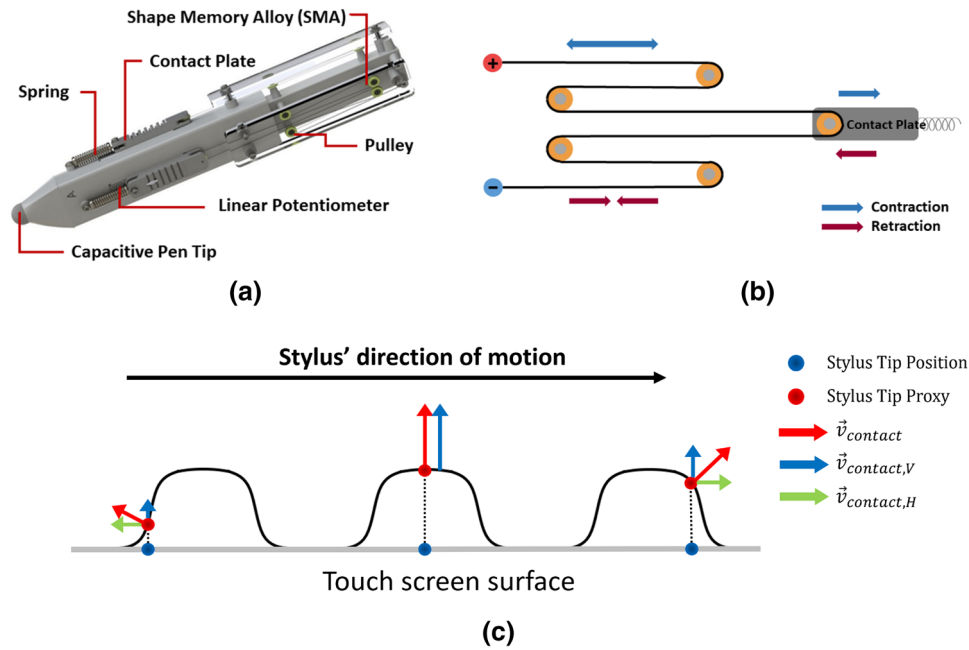 Shape Memory Alloy (SMA)
Contact Plate
Spring
A
Pulley
Linear Potentiometer
Capacitive Pen Tip
(a)
+
Contact Plate
−
Contraction
Retraction
(b)
Stylus' direction of motion
Stylus Tip Position
Stylus Tip Proxy
v⃗contact
v⃗contact,V
v⃗contact,H
Touch screen surface
(c)